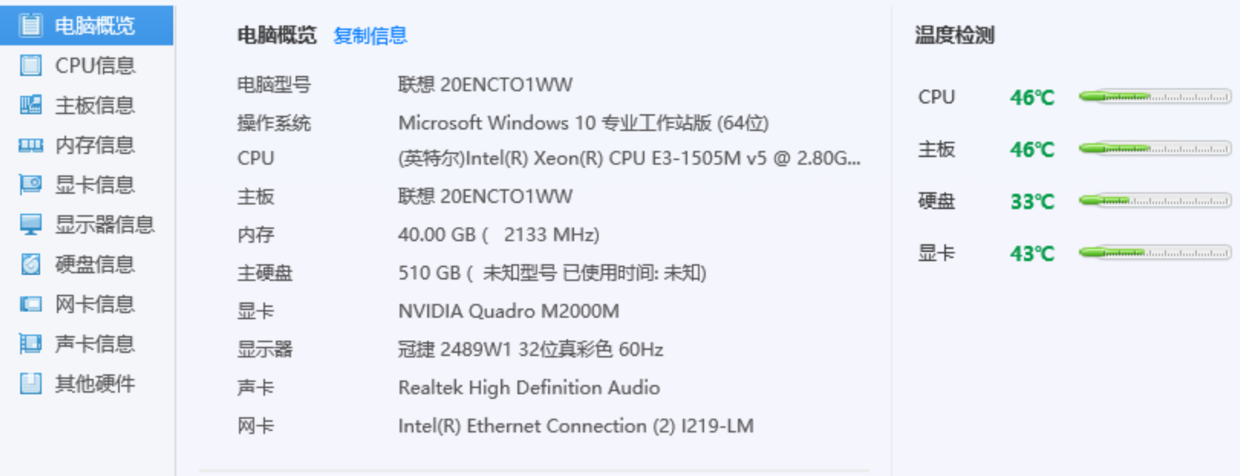 电脑概览
CPU信息
主板信息
内存信息
显卡信息
显示器信息
硬盘信息
网卡信息
声卡信息
其他硬件
电脑概览 复制信息
电脑型号 联想 20ENCTO1WW
操作系统 Microsoft Windows 10 专业工作站版 (64位)
CPU (英特尔)Intel(R) Xeon(R) CPU E3-1505M v5 @ 2.80G...
主板 联想 20ENCTO1WW
内存 40.00 GB ( 2133 MHz)
主硬盘 510 GB ( 未知型号 已使用时间: 未知)
显卡 NVIDIA Quadro M2000M
显示器 冠捷 2489W1 32位真彩色 60Hz
声卡 Realtek High Definition Audio
网卡 Intel(R) Ethernet Connection (2) I219-LM
温度检测
CPU 46℃
主板 46℃
硬盘 33℃
显卡 43℃